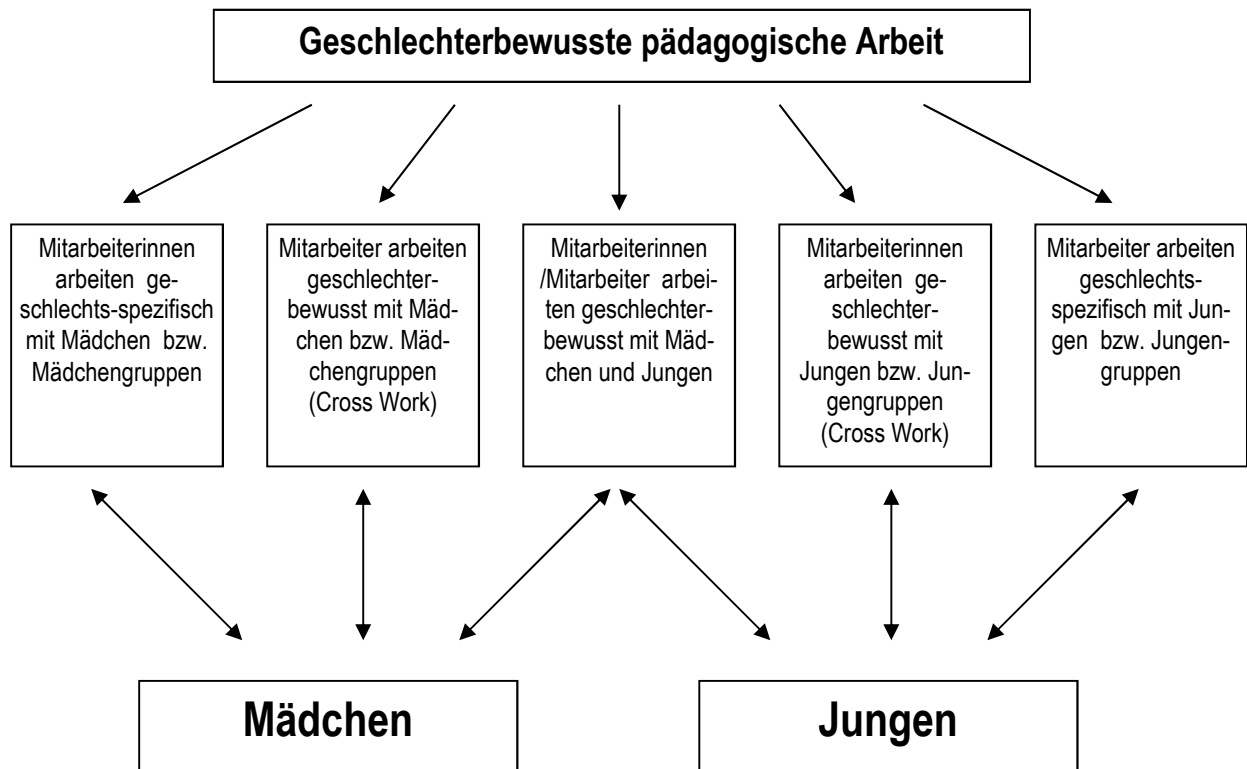 Geschlechterbewusste pädagogische Arbeit
Mitarbeiterinnen
arbeiten ge-
schlechts-spezifisch
mit Mädchen bzw.
Mädchengruppen
Mitarbeiter arbeiten
geschlechter-
bewusst mit Mäd-
chen bzw. Mäd-
chengruppen
(Cross Work)
Mitarbeiterinnen
/Mitarbeiter arbei-
ten geschlechter-
bewusst mit Mäd-
chen und Jungen
Mitarbeiterinnen
arbeiten ge-
schlechter-
bewusst mit
Jungen bzw. Jun-
gengruppen
(Cross Work)
Mitarbeiter arbeiten
geschlechts-
spezifisch mit Jun-
gen bzw. Jungen-
gruppen
Mädchen
Jungen